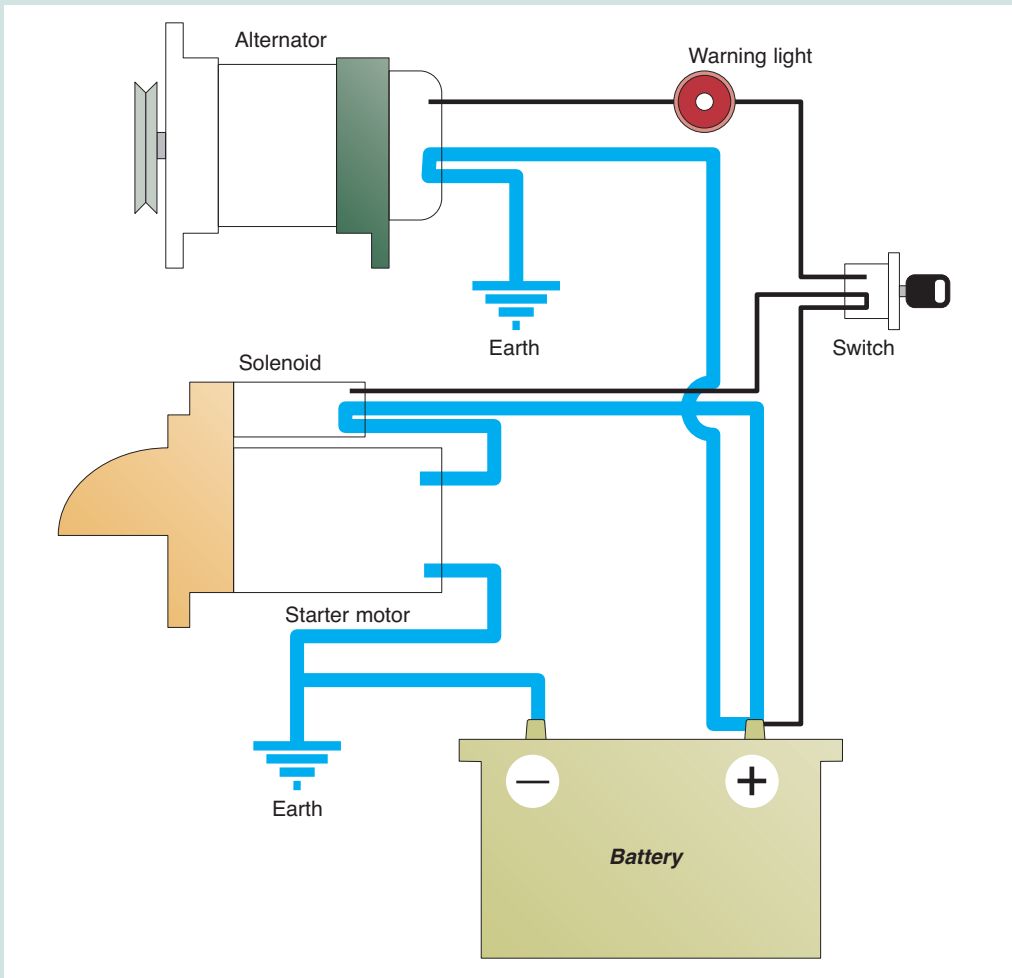 Alternator
Warning light
Earth
Switch
Solenoid
Starter motor
Earth
— +
Battery